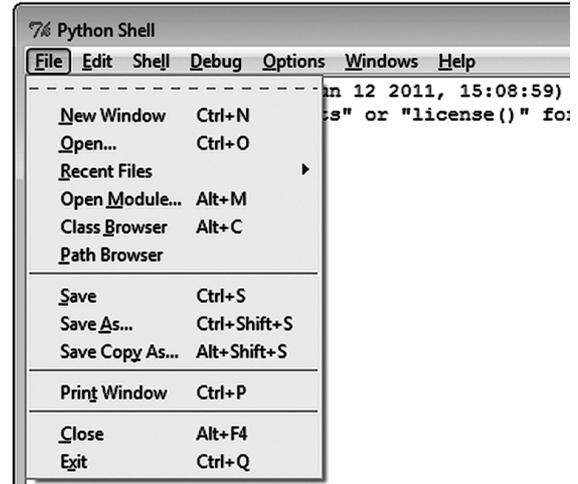 Python Shell
File Edit Shell Debug Options Windows Help
12 2011, 15:08:59)
or "license()"
New Window Ctrl+N
Open... Ctrl+O
Recent Files
Open Module... Alt+M
Class Browser Alt+C
Path Browser
Save Ctrl+S
Save As... Ctrl+Shift+S
Save Copy As... Alt+Shift+S
Print Window Ctrl+P
Close Alt+F4
Exit Ctrl+Q